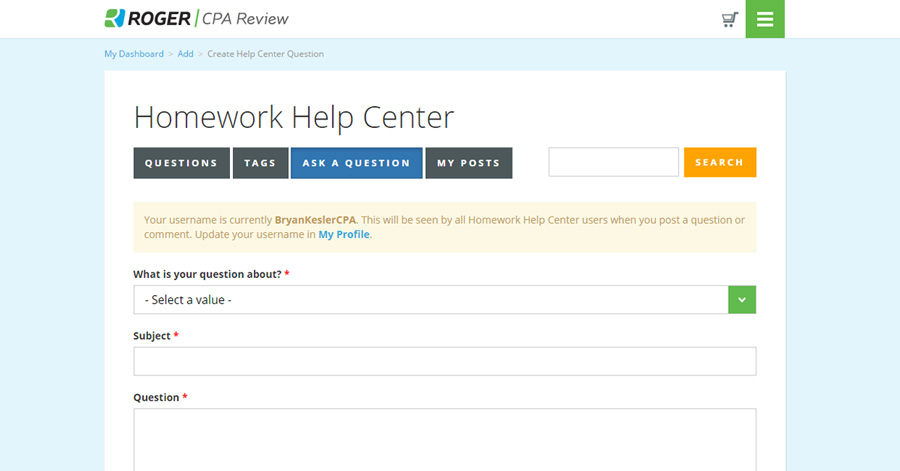 ROGER CPA Review
My Dashboard > Add > Create Help Center Question
Homework Help Center
QUESTIONS TAGS ASK A QUESTION MY POSTS SEARCH
Your username is currently BryanKeslerCPA. This will be seen by all Homework Help Center users when you post a question or
comment. Update your username in My Profile.
What is your question about? *
- Select a value -
Subject *
Question *